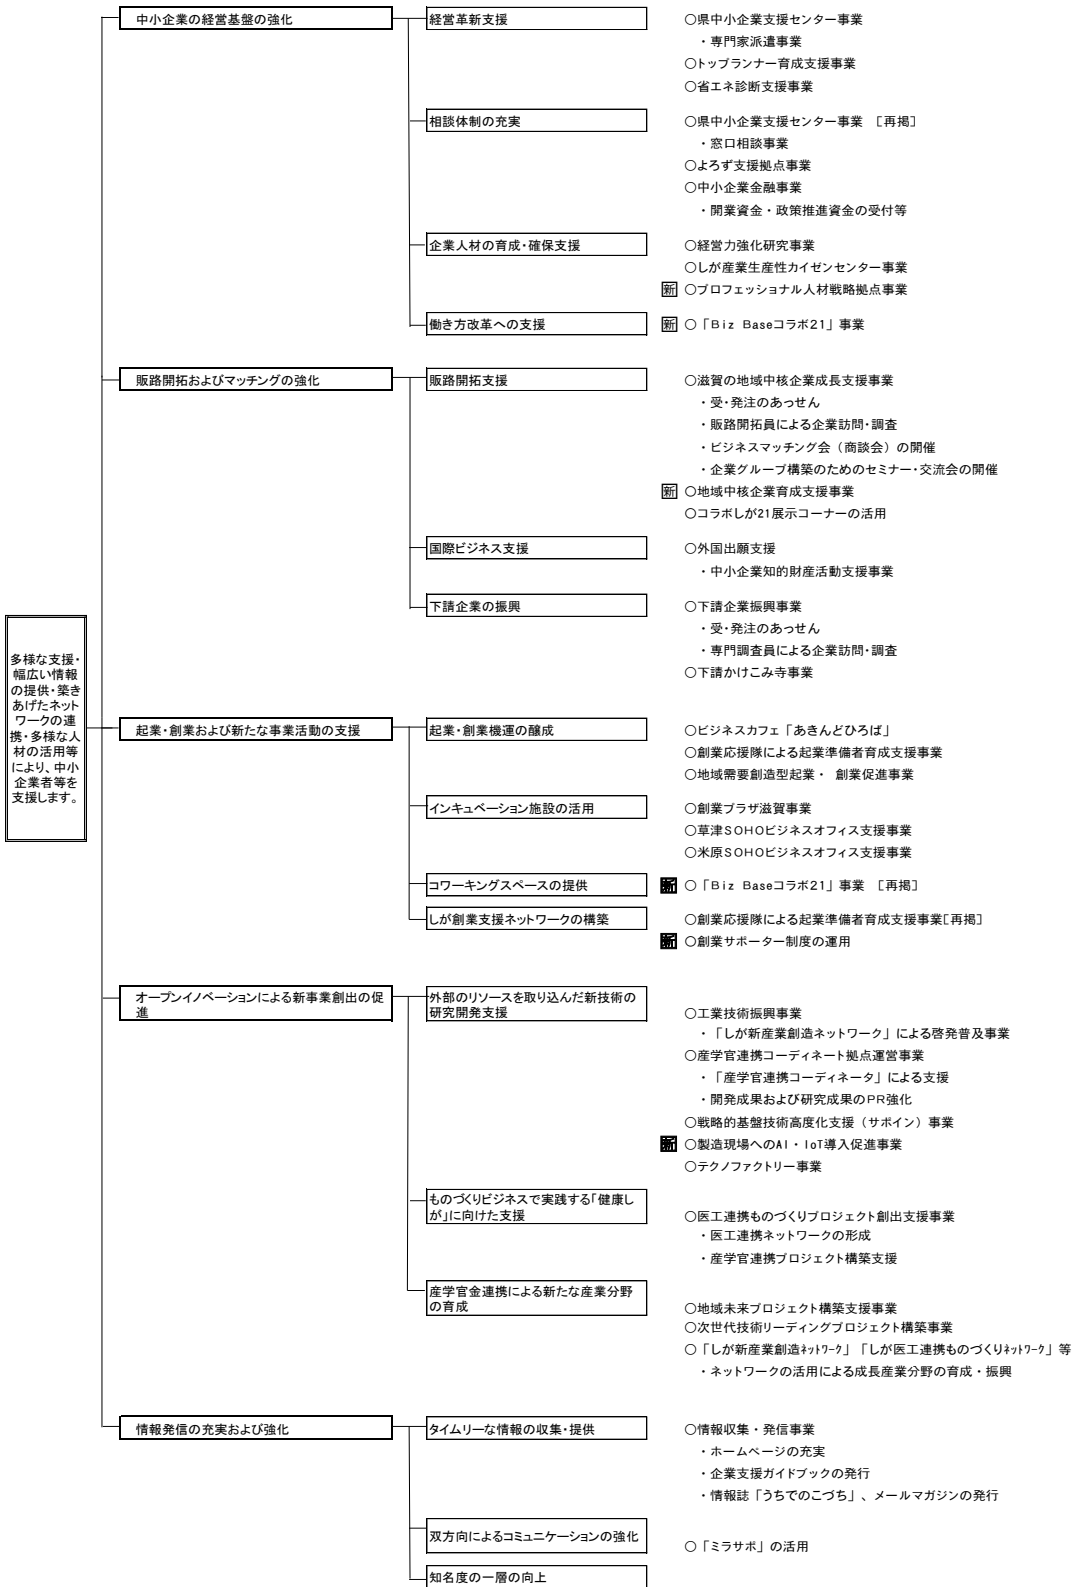 多様な支援・
幅広い情報
の提供・築き
あげたネット
ワークの連
携・多様な人
材の活用等
により、中小
企業者等を
支援します。
中小企業の経営基盤の強化
経営革新支援
○県中小企業支援センター事業
・専門家派遣事業
○トップランナー育成支援事業
○省エネ診断支援事業
相談体制の充実
○県中小企業支援センター事業 [再掲]
・窓口相談事業
○よろず支援拠点事業
○中小企業金融事業
・開業資金・政策推進資金の受付等
企業人材の育成・確保支援
○経営力強化研究事業
○しが産業生産性カイゼンセンター事業
新 ○プロフェッショナル人材戦略拠点事業
働き方改革への支援
新 ○「Biz Baseコラボ21」事業
販路開拓およびマッチングの強化
販路開拓支援
○滋賀の地域中核企業成長支援事業
・受・発注のあっせん
・販路開拓員による企業訪問・調査
・ビジネスマッチング会(商談会)の開催
・企業グループ構築のためのセミナー・交流会の開催
新 ○地域中核企業育成支援事業
○コラボしが21展示コーナーの活用
国際ビジネス支援
○外国出願支援
・中小企業知的財産活動支援事業
下請企業の振興
○下請企業振興事業
・受・発注のあっせん
・専門調査員による企業訪問・調査
○下請かけこみ寺事業
起業・創業および新たな事業活動の支援
起業・創業機運の醸成
○ビジネスカフェ「あきんどひろば」
○創業応援隊による起業準備者育成支援事業
○地域需要創造型起業・ 創業促進事業
インキュベーション施設の活用
○創業プラザ滋賀事業
○草津SOHOビジネスオフィス支援事業
○米原SOHOビジネスオフィス支援事業
コワーキングスペースの提供
新 ○「Biz Baseコラボ21」事業 [再掲]
しが創業支援ネットワークの構築
○創業応援隊による起業準備者育成支援事業[再掲]
新 ○創業サポーター制度の運用
オープンイノベーションによる新事業創出の促
進
外部のリソースを取り込んだ新技術の
研究開発支援
○工業技術振興事業
・「しが新産業創造ネットワーク」による啓発普及事業
○産学官連携コーディネート拠点運営事業
・「産学官連携コーディネータ」による支援
・開発成果および研究成果のPR強化
○戦略的基盤技術高度化支援(サポイン)事業
新 ○製造現場へのAI・IoT導入促進事業
○テクノファクトリー事業
ものづくりビジネスで実践する「健康し
が」に向けた支援
○医工連携ものづくりプロジェクト創出支援事業
・医工連携ネットワークの形成
・産学官連携プロジェクト構築支援
産学官金連携による新たな産業分野
の育成
○地域未来プロジェクト構築支援事業
○次世代技術リーディングプロジェクト構築事業
○「しが新産業創造ﾈｯﾄﾜｰｸ」「しが医工連携ものづくりﾈｯﾄﾜｰｸ」等
・ネットワークの活用による成長産業分野の育成・振興
情報発信の充実および強化
タイムリーな情報の収集・提供
○情報収集・発信事業
・ホームページの充実
・企業支援ガイドブックの発行
・情報誌「うちでのこづち」、メールマガジンの発行
双方向によるコミュニケーションの強化
○「ミラサポ」の活用
知名度の一層の向上